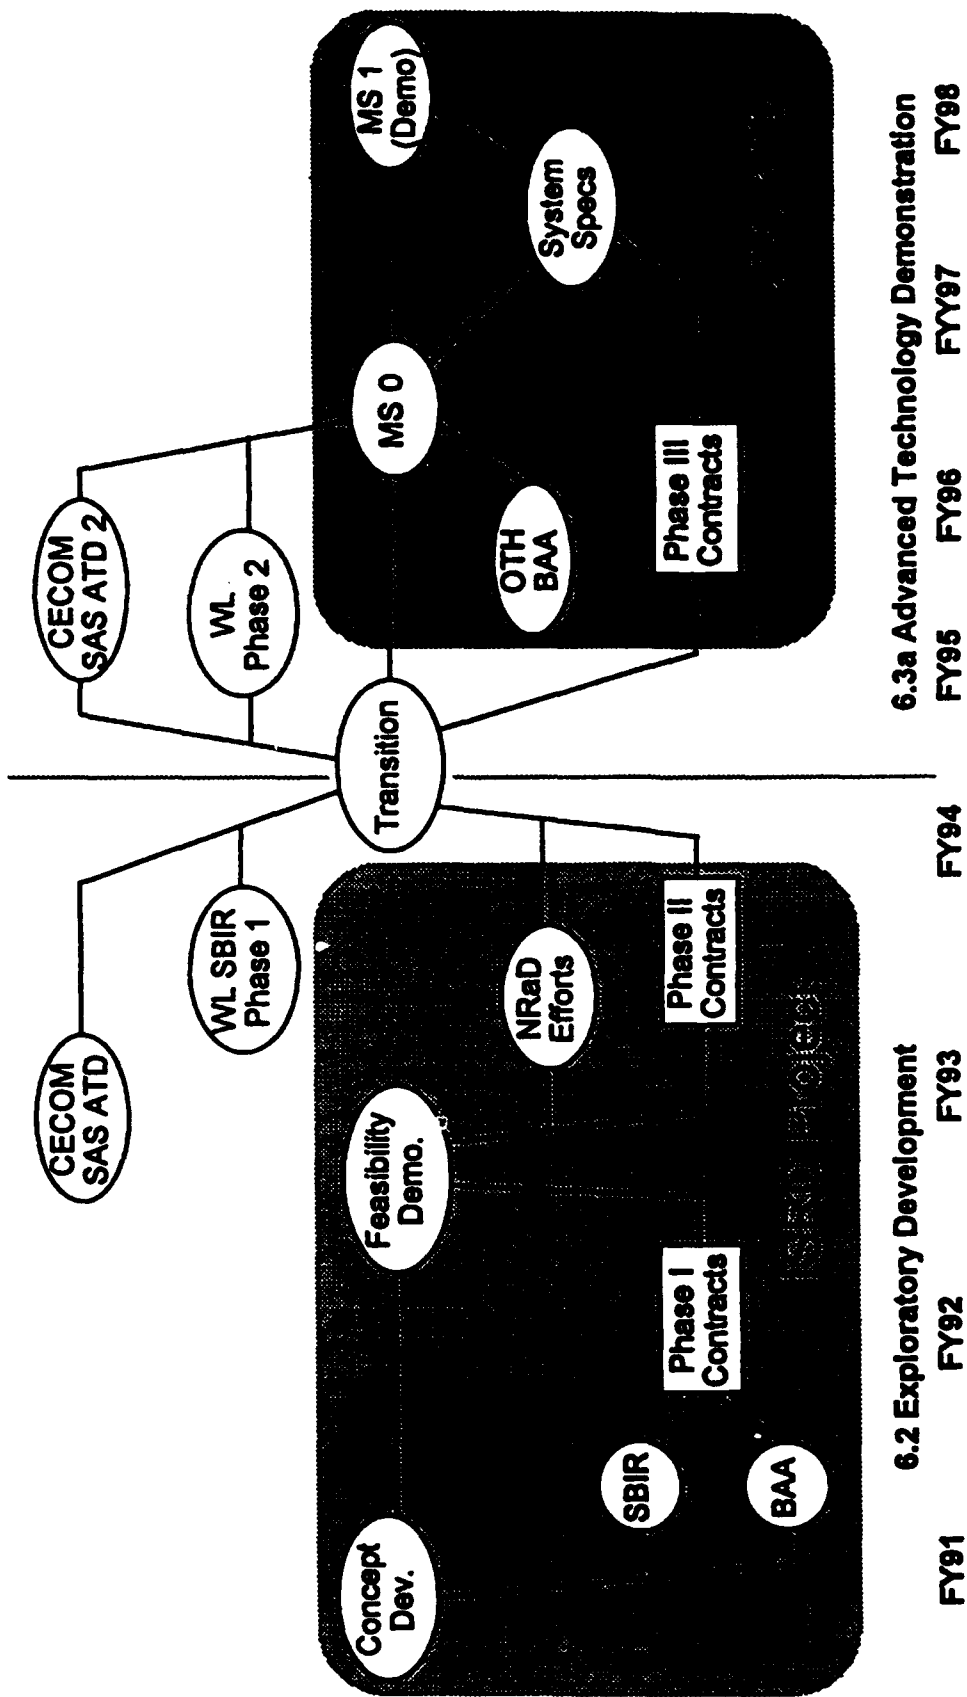 CECOM
SAS ATD
CECOM
SAS ATD 2
WL SBIR
Phase 1
WL
Phase 2
Concept
Dev.
Feasibility
Demo.
Transition
MS 0
MS 1
(Demo)
NRaD
Efforts
OTH
BAA
System
Specs
SBIR
BAA
Phase I
Contracts
Phase II
Contracts
Phase III
Contracts
Project
6.2 Exploratory Development
6.3a Advanced Technology Demonstration
FY91
FY92
FY93
FY94
FY95
FY96
FYY97
FY98